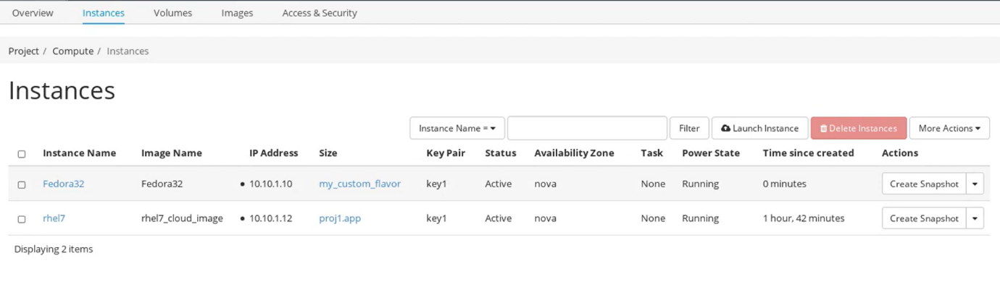 Overview Instances Volumes Images Access & Security
Project / Compute / Instances
Instances
Instance Name = Filter Launch Instance Delete Instances More Actions
Instance Name Image Name IP Address Size Key Pair Status Availability Zone Task Power State Time since created Actions
Fedora32 Fedora32 • 10.10.1.10 my_custom_flavor key1 Active nova None Running 0 minutes Create Snapshot
rhel7 rhel7_cloud_image • 10.10.1.12 proj1.app key1 Active nova None Running 1 hour, 42 minutes Create Snapshot
Displaying 2 items